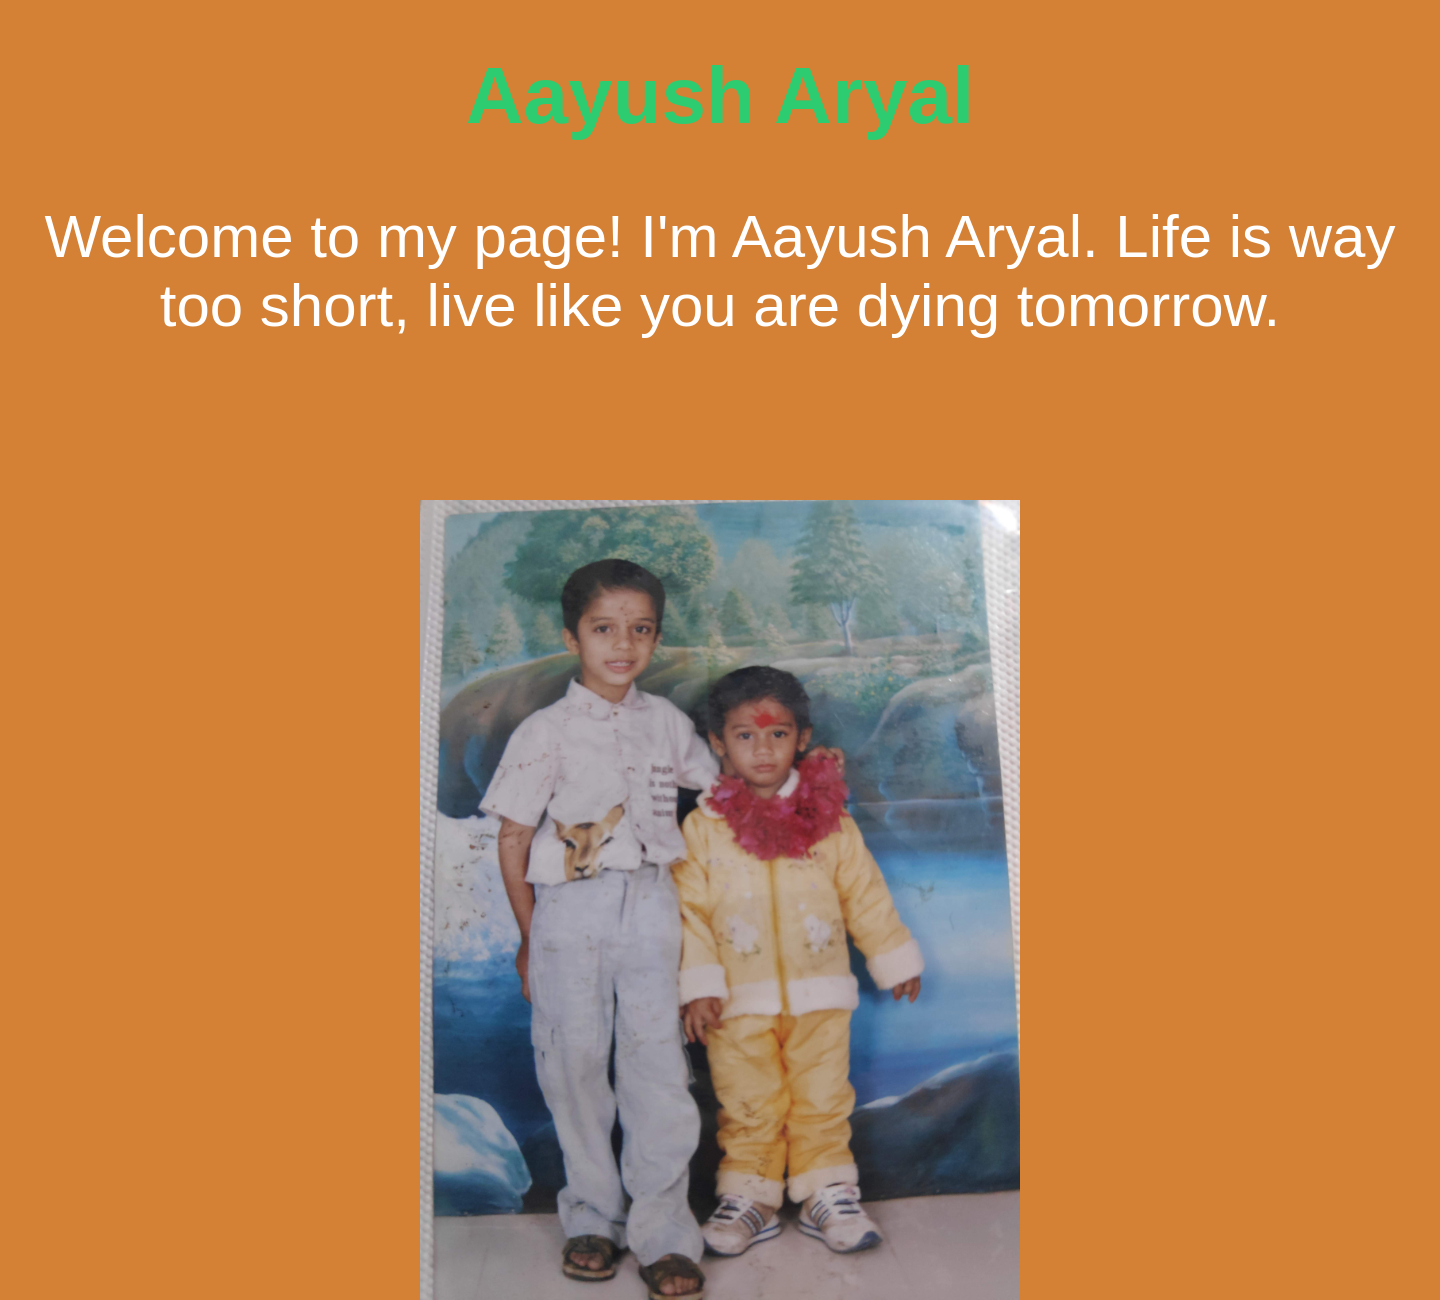 Aayush Aryal
Welcome to my page! I'm Aayush Aryal. Life is way
too short, live like you are dying tomorrow.
jungle